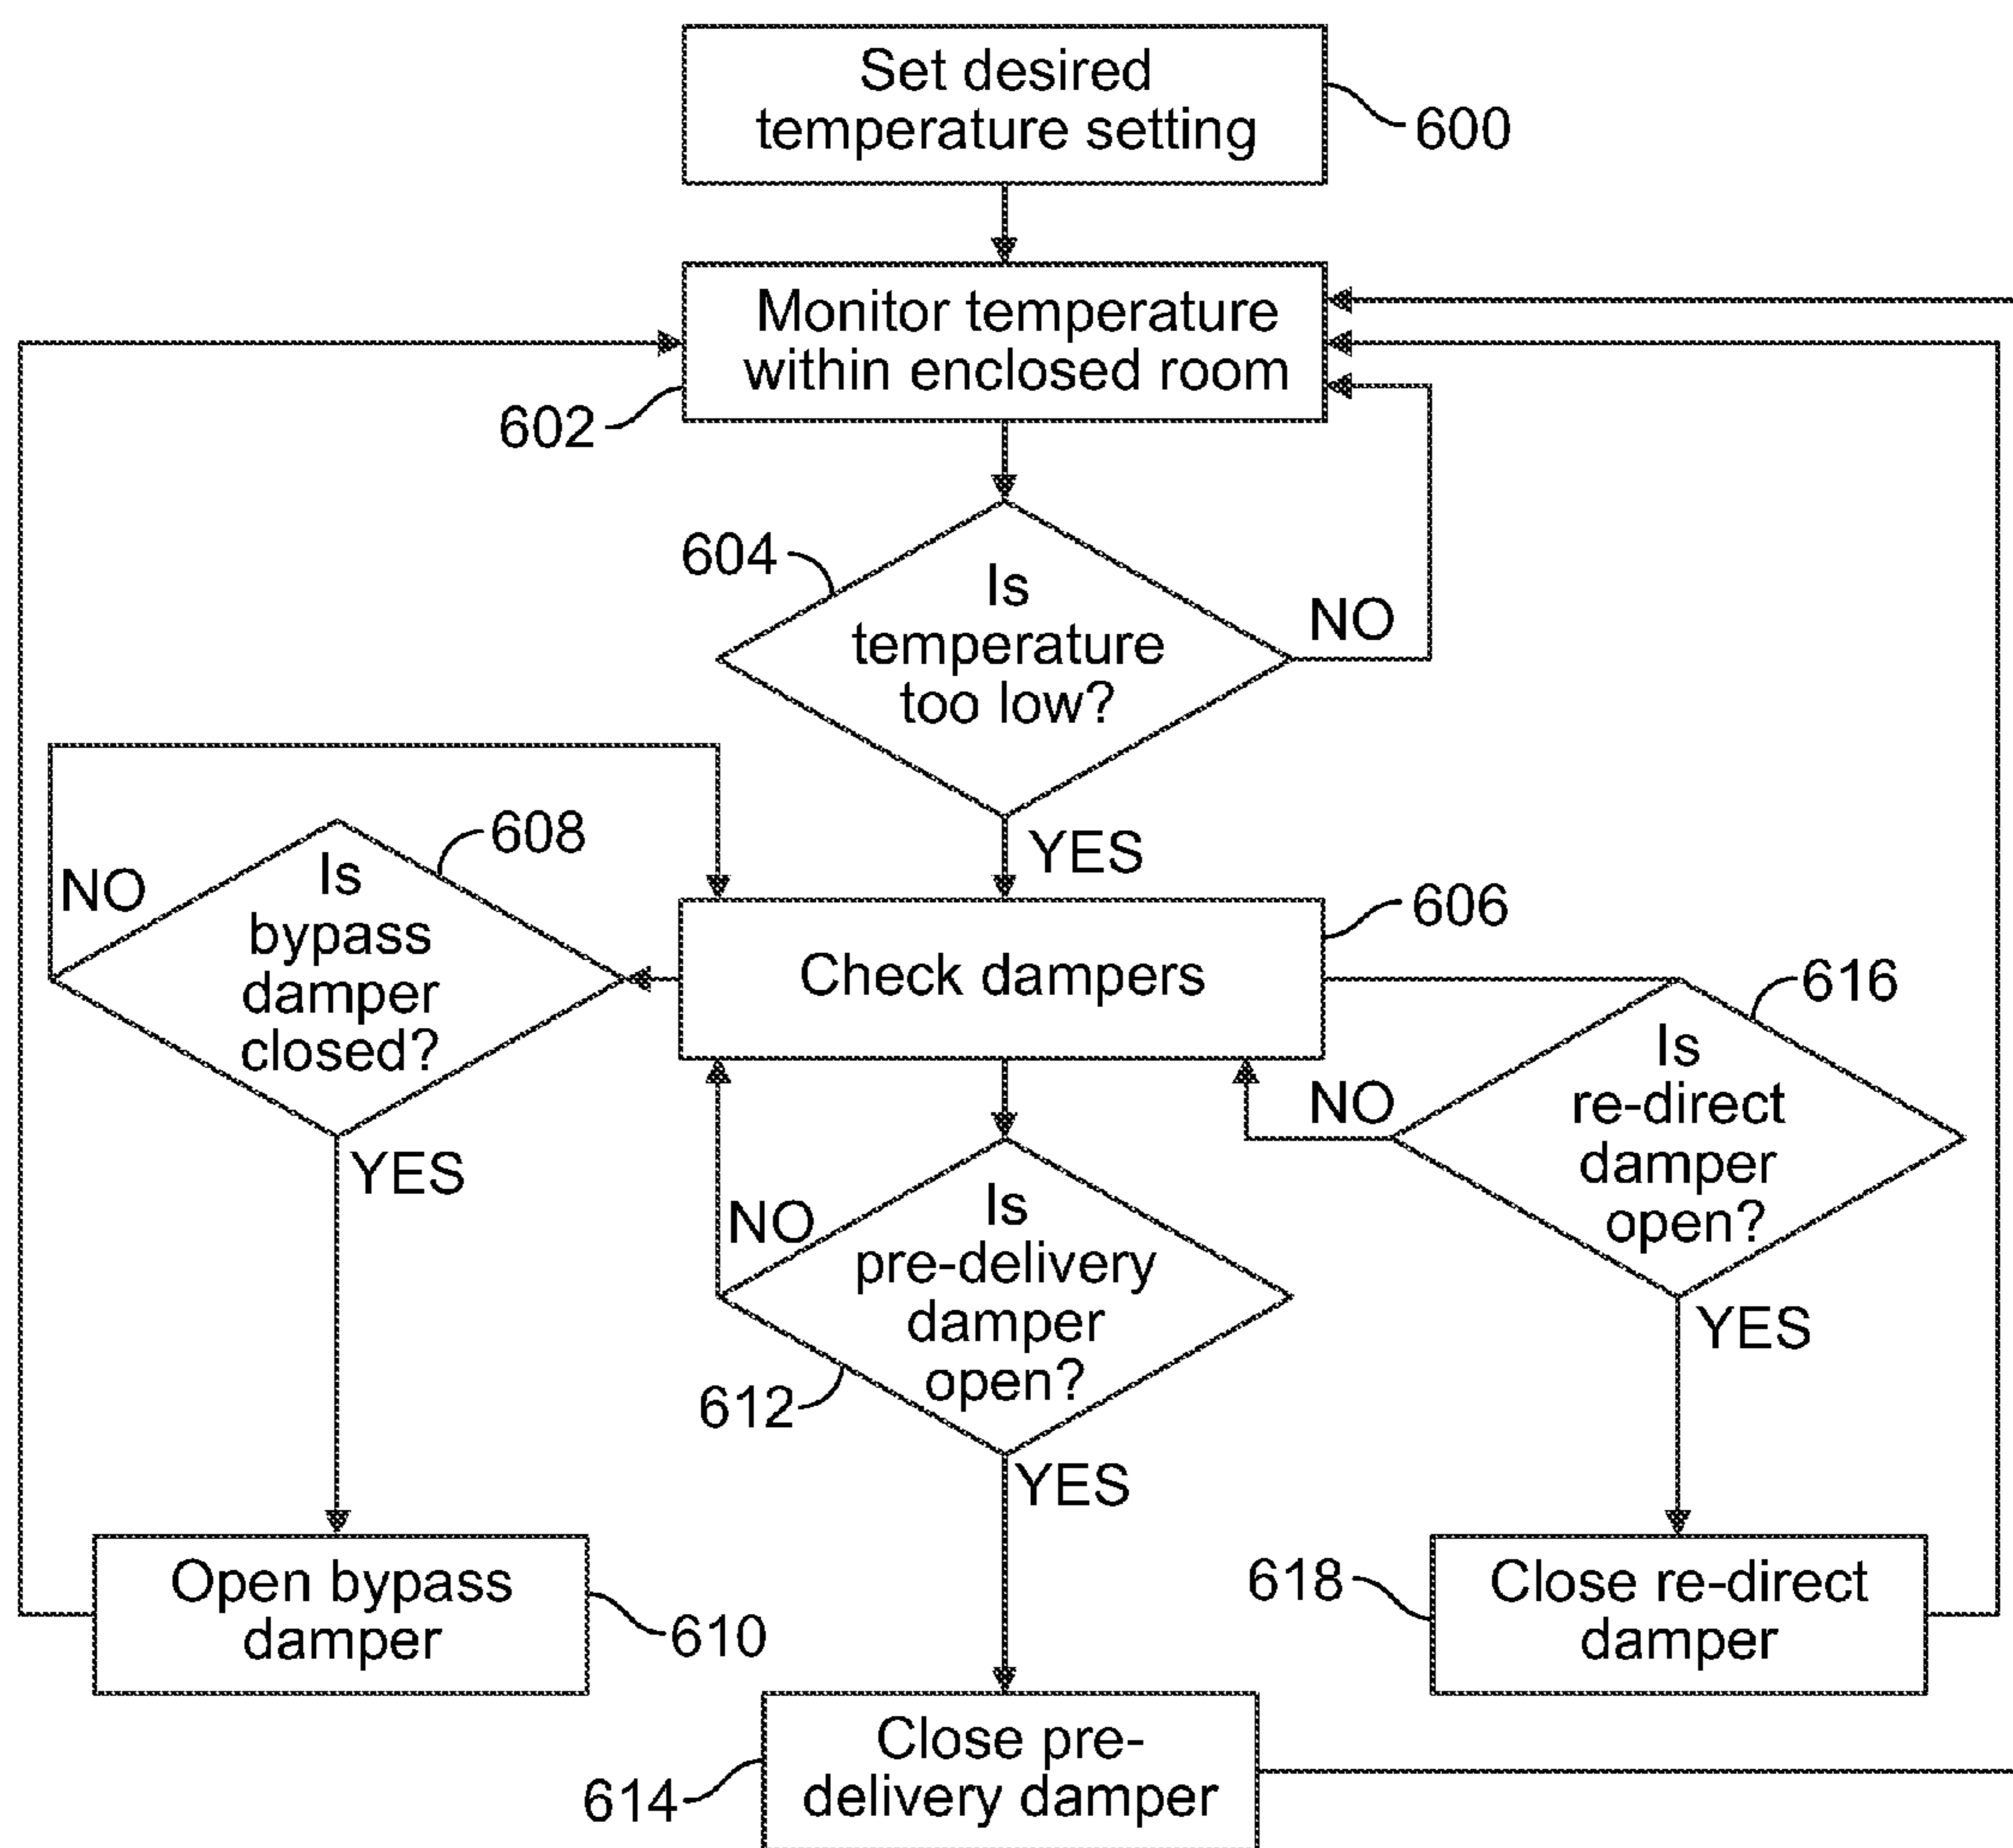 Set desired
temperature setting
600
Monitor temperature
within enclosed room
602
604
Is
temperature
too low?
NO
YES
608
NO
Is
bypass
damper
closed?
YES
606
Check dampers
616
Is
re-direct
damper
open?
NO
YES
NO
Is
pre-delivery
damper
open?
612
YES
Open bypass
damper
610
618
Close re-direct
damper
Close pre-
delivery damper
614